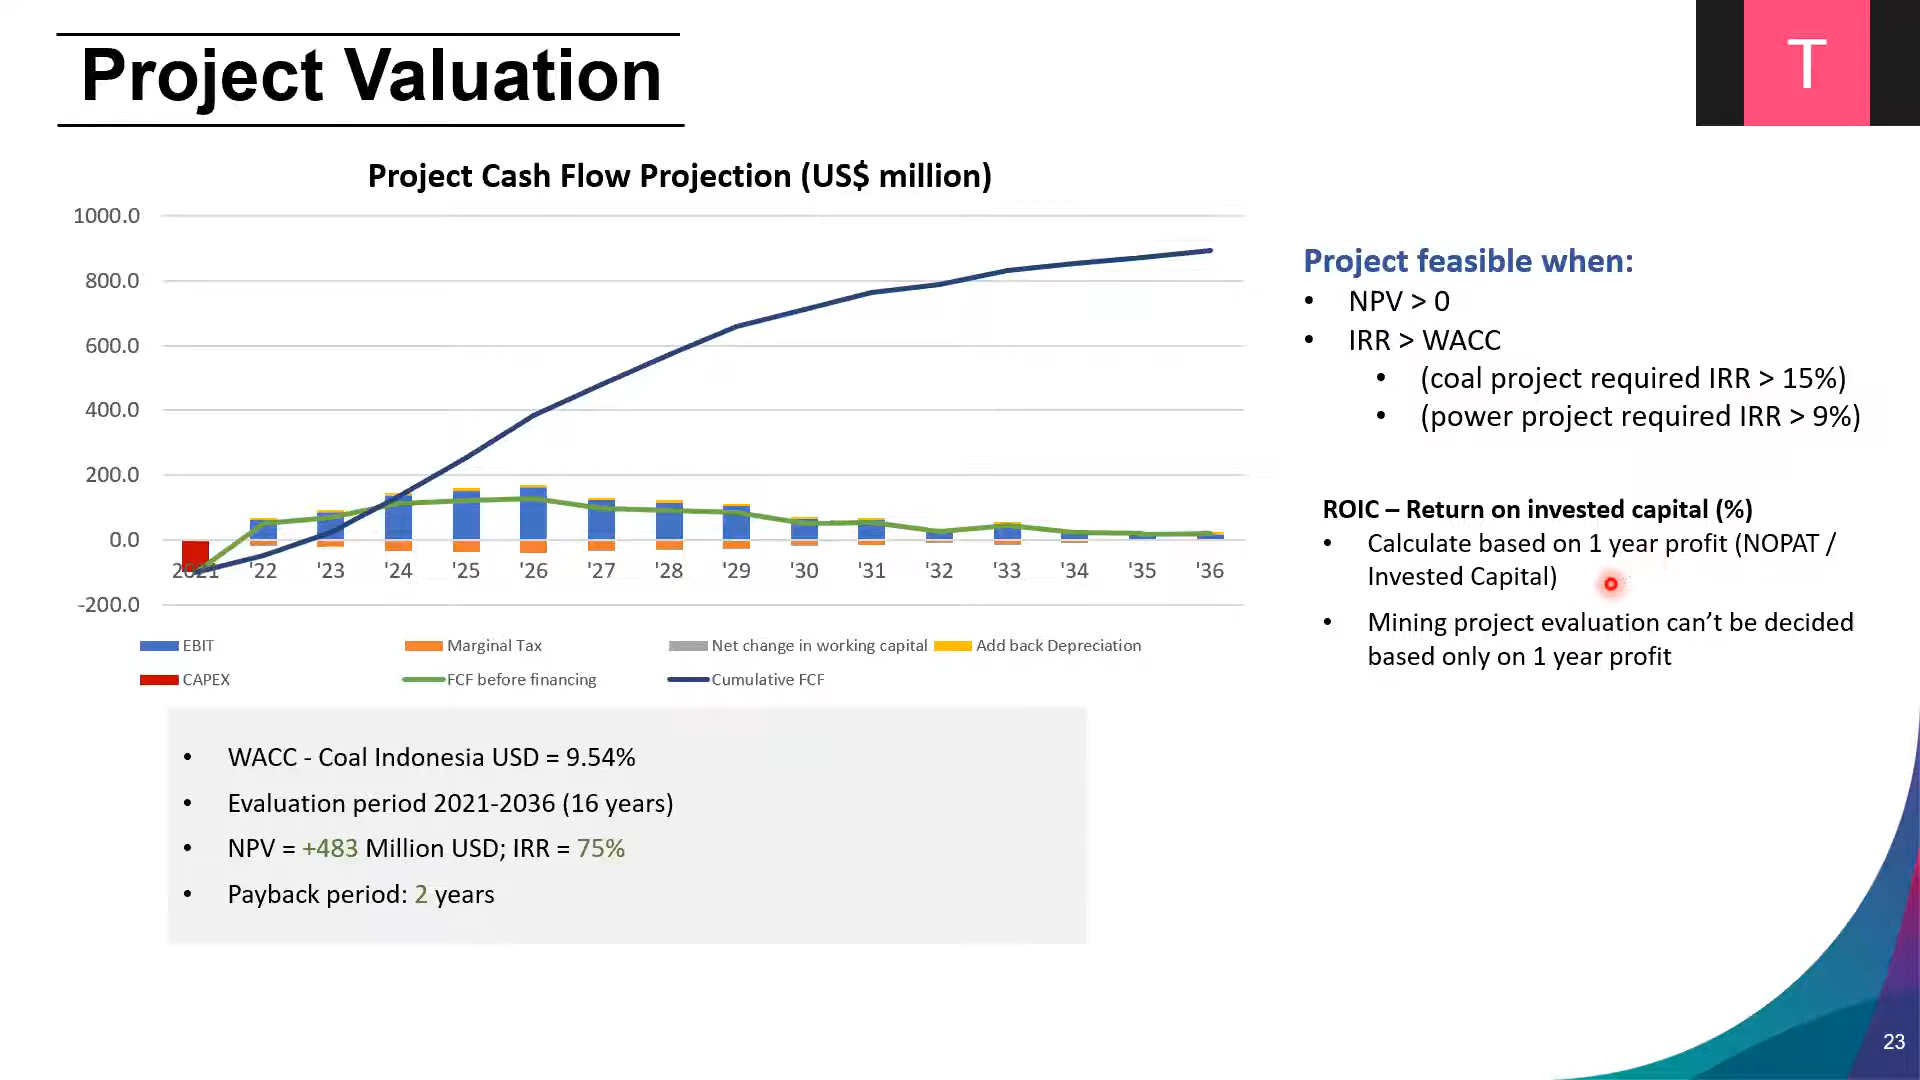 Project Valuation
T
Project Cash Flow Projection (US$ million)
1000.0
800.0
600.0
400.0
200.0
0.0
-200.0
2021 '22 '23 '24 '25 '26 '27 '28 '29 '30 '31 '32 '33 '34 '35 '36
EBIT Marginal Tax Net change in working capital Add back Depreciation
CAPEX FCF before financing Cumulative FCF
• WACC - Coal Indonesia USD = 9.54%
• Evaluation period 2021-2036 (16 years)
• NPV = +483 Million USD; IRR = 75%
• Payback period: 2 years
Project feasible when:
• NPV > 0
• IRR > WACC
• (coal project required IRR > 15%)
• (power project required IRR > 9%)
ROIC – Return on invested capital (%)
• Calculate based on 1 year profit (NOPAT /
Invested Capital)
• Mining project evaluation can’t be decided
based only on 1 year profit
23